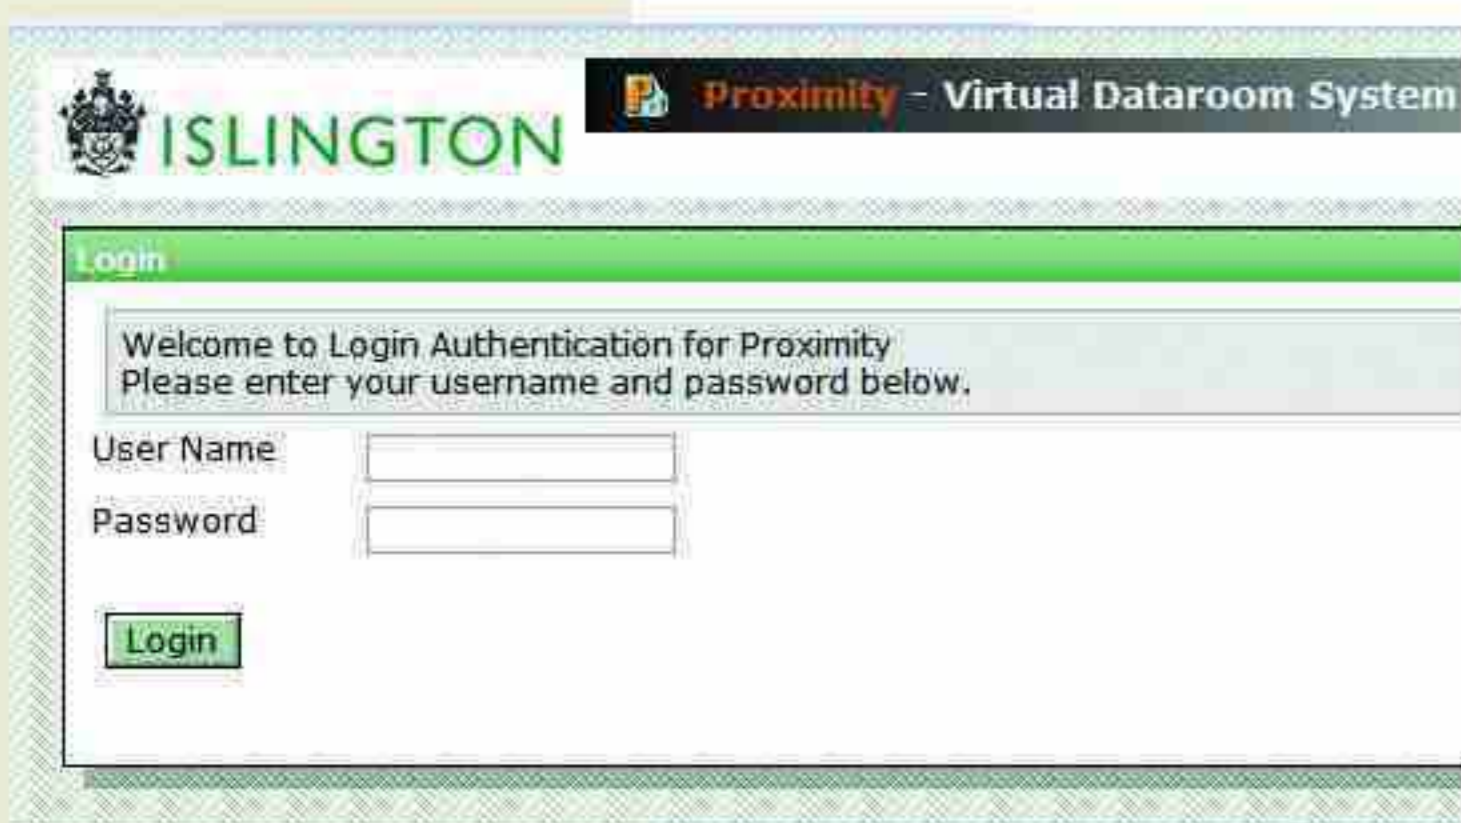 ISLINGTON
Proximity - Virtual Dataroom System
Login
Welcome to Login Authentication for Proximity
Please enter your username and password below.
User Name
Password
Login